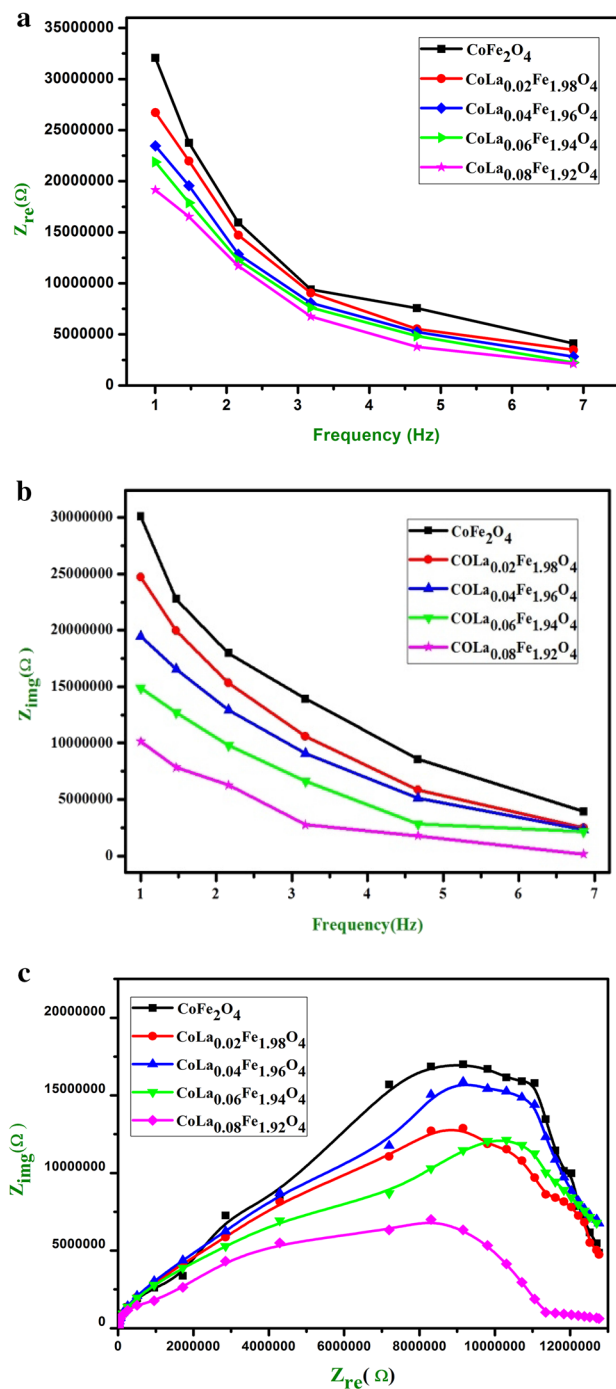 a
35000000
30000000
25000000
20000000
15000000
10000000
5000000
0
Zre(Ω)
CoFe2O4
CoLa0.02Fe1.98O4
CoLa0.04Fe1.96O4
CoLa0.06Fe1.94O4
CoLa0.08Fe1.92O4
1 2 3 4 5 6 7
Frequency (Hz)
b
30000000
25000000
20000000
15000000
10000000
5000000
0
Zimg(Ω)
CoFe2O4
COLa0.02Fe1.98O4
COLa0.04Fe1.96O4
COLa0.06Fe1.94O4
COLa0.08Fe1.92O4
1 2 3 4 5 6 7
Frequency(Hz)
c
20000000
15000000
10000000
5000000
0
Zimg(Ω)
CoFe2O4
CoLa0.02Fe1.98O4
CoLa0.04Fe1.96O4
CoLa0.06Fe1.94O4
CoLa0.08Fe1.92O4
0 2000000 4000000 6000000 8000000 10000000 12000000
Zre( Ω)